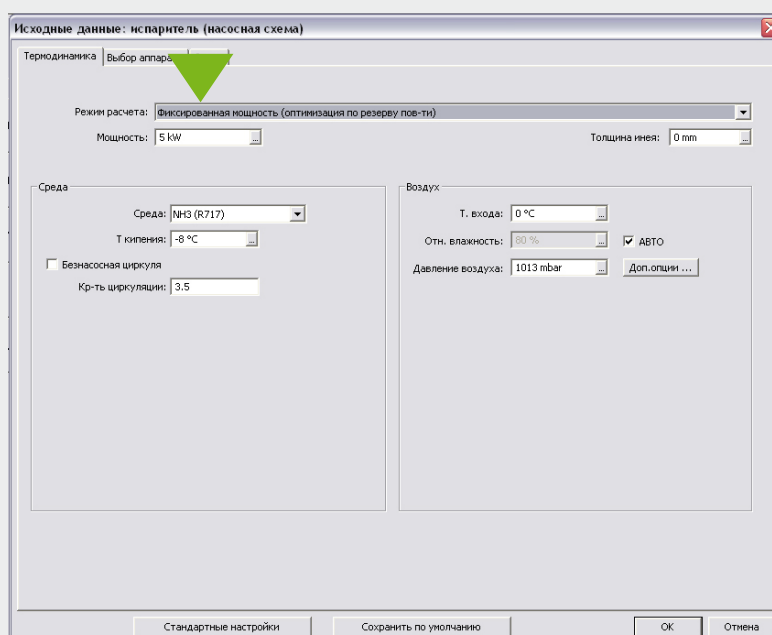 Исходные данные: испаритель (насосная схема)
Термодинамика Выбор
Режим расчета: Фиксированная мощность (оптимизация по резерву пов-ти)
Мощность: 5 kW ... Толщина инея: 0 mm ...
Среда
Среда: NH3 (R717)
Т кипения: -8 °C ...
Безнасосная циркуля
Кр-ть циркуляции: 3.5
Воздух
Т. входа: 0 °C ...
Отн. влажность: 80 % ... АВТО
Давление воздуха: 1013 mbar ... Доп.опции ...
Стандартные настройки Сохранить по умолчанию OK Отмена